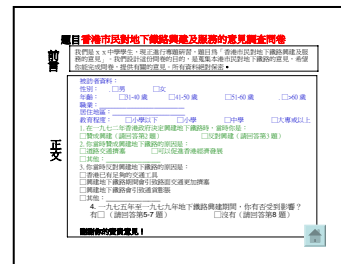 題目香港市民對地下鐵路興建及服務的意見調查問卷
前言
我們是 x x 中學學生，現正進行專題研習，題目為「香港市民對地下鐵路興建及服
務的意見」。我們設計這份問卷的目的，是蒐集本港市民對地下鐵路的意見，希望
你能完成問卷，提供有關的意見。所有資料絕對保密。
正文
被訪者資料：
性別： □男 □女
年齡： □31-40 歲 □41-50 歲 □51-60 歲 □>60 歲
職業：
居住地區：
教育程度：□小學以下 □小學 □中學 □大專或以上
1. 在一九七二年香港政府決定興建地下鐵路時，當時你是：
□贊成興建（請回答第2題） □反對興建（請回答第3題）
2. 你當時贊成興建地下鐵路的原因是：
□道路交通擠塞 □可以促進香港經濟發展
□其他：
3. 你當時反對興建地下鐵路的原因是：
□香港已有足夠的交通工具
□興建地下鐵路期間會引致路面交通更加擠塞
□興建地下鐵路會引致通貨膨脹
□其他：
4. 一九七五年至一九七九年地下鐵路興建期間，你有否受到影響？
有□（請回答第5-7題） □沒有（請回答第8題）
謝謝你的寶貴意見！